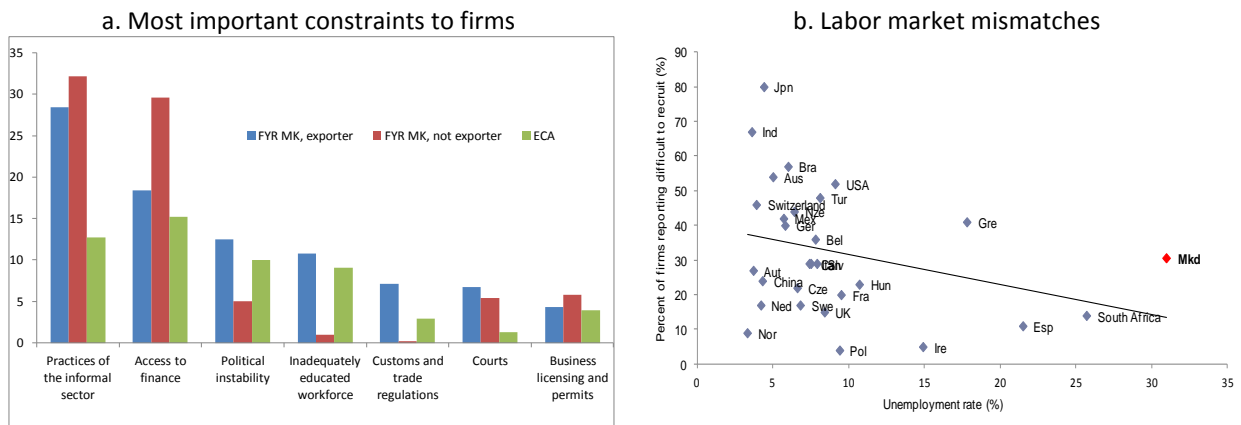 a. Most important constraints to firms
35
30
25
20
15
10
5
0
FYR MK, exporter
FYR MK, not exporter
ECA
Practices of
the informal
sector
Access to
finance
Political
instability
Inadequately
educated
workforce
Customs and
trade
regulations
Courts
Business
licensing and
permits
b. Labor market mismatches
Percent of firms reporting difficult to recruit (%)
90
80
70
60
50
40
30
20
10
0
Jpn
Ind
Bra
Aus
USA
Tur
Switzerland
Nze
Mex
Ger
Gre
Bel
Mkd
Can
Aut
China
Cze
Hun
Fra
Ned
Swe
UK
South Africa
Esp
Nor
Pol
Ire
0
5
10
15
20
25
30
35
Unemployment rate (%)